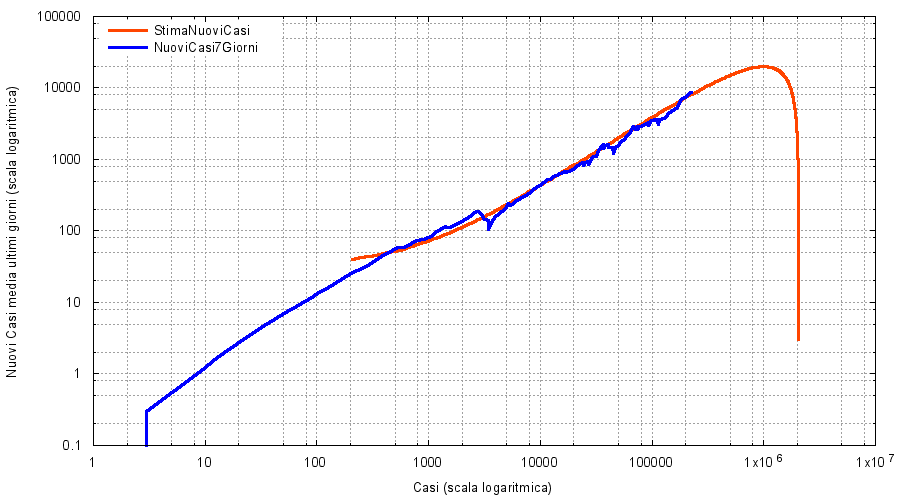 100000
10000
1000
100
10
1
0.1
StimaNuoviCasi
NuoviCasi7Giorni
Nuovi Casi media ultimi giorni (scala logaritmica)
1 10 100 1000 10000 100000 1x10^6 1x10^7
Casi (scala logaritmica)